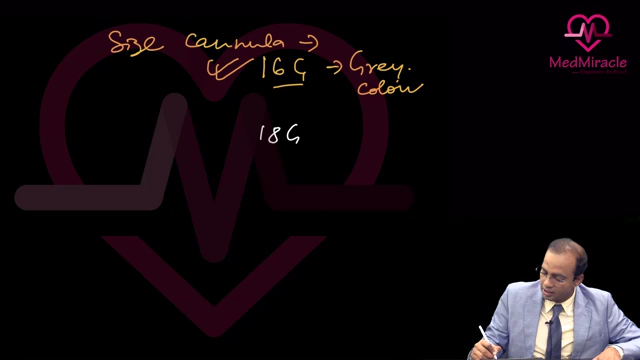 Size cannula →
16 G → Grey.
colour
18 G
MedMiracle